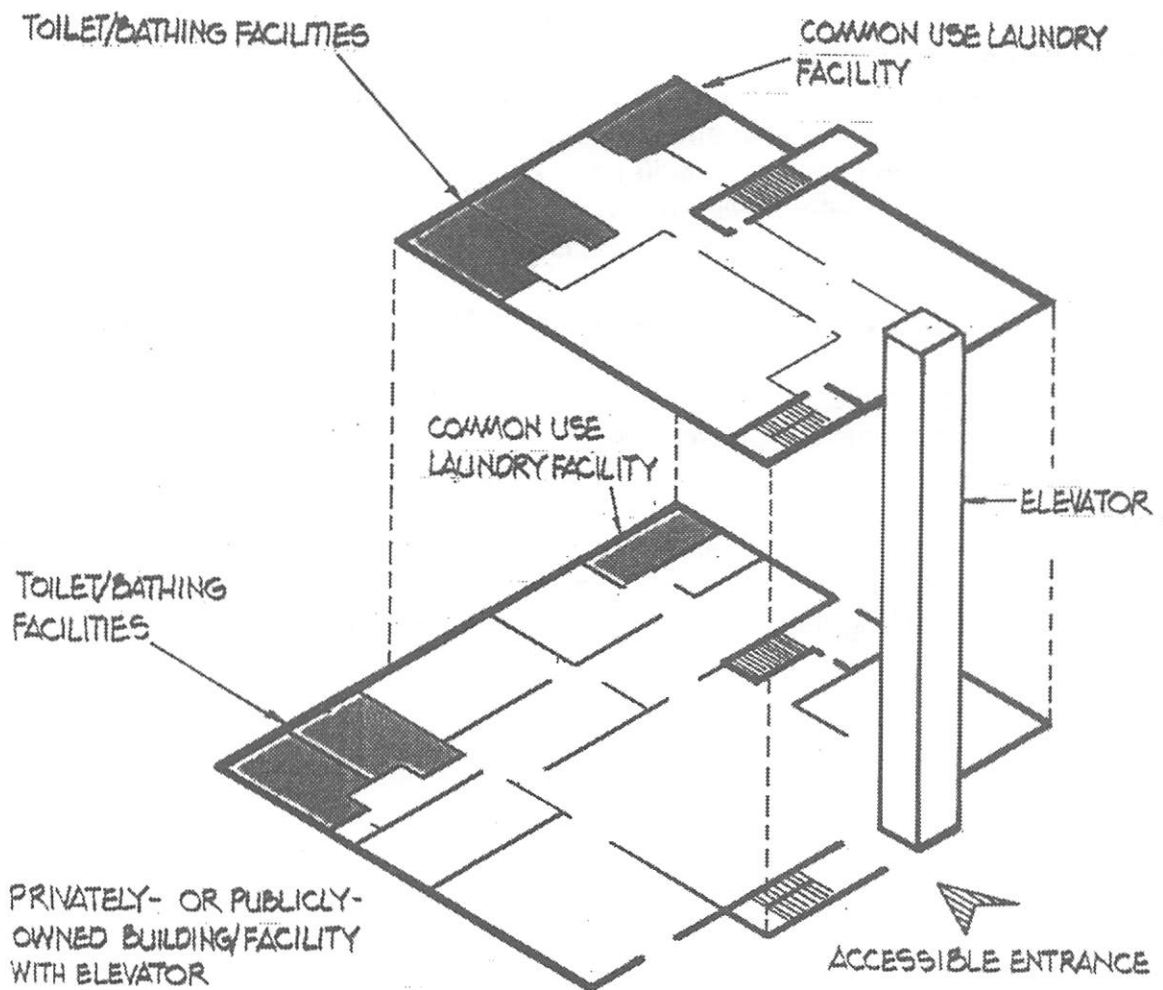 TOILET/BATHING FACILITIES
COMMON USE LAUNDRY
FACILITY
COMMON USE
LAUNDRY FACILITY
ELEVATOR
TOILET/BATHING
FACILITIES
PRIVATELY- OR PUBLICLY-
OWNED BUILDING/FACILITY
WITH ELEVATOR
ACCESSIBLE ENTRANCE